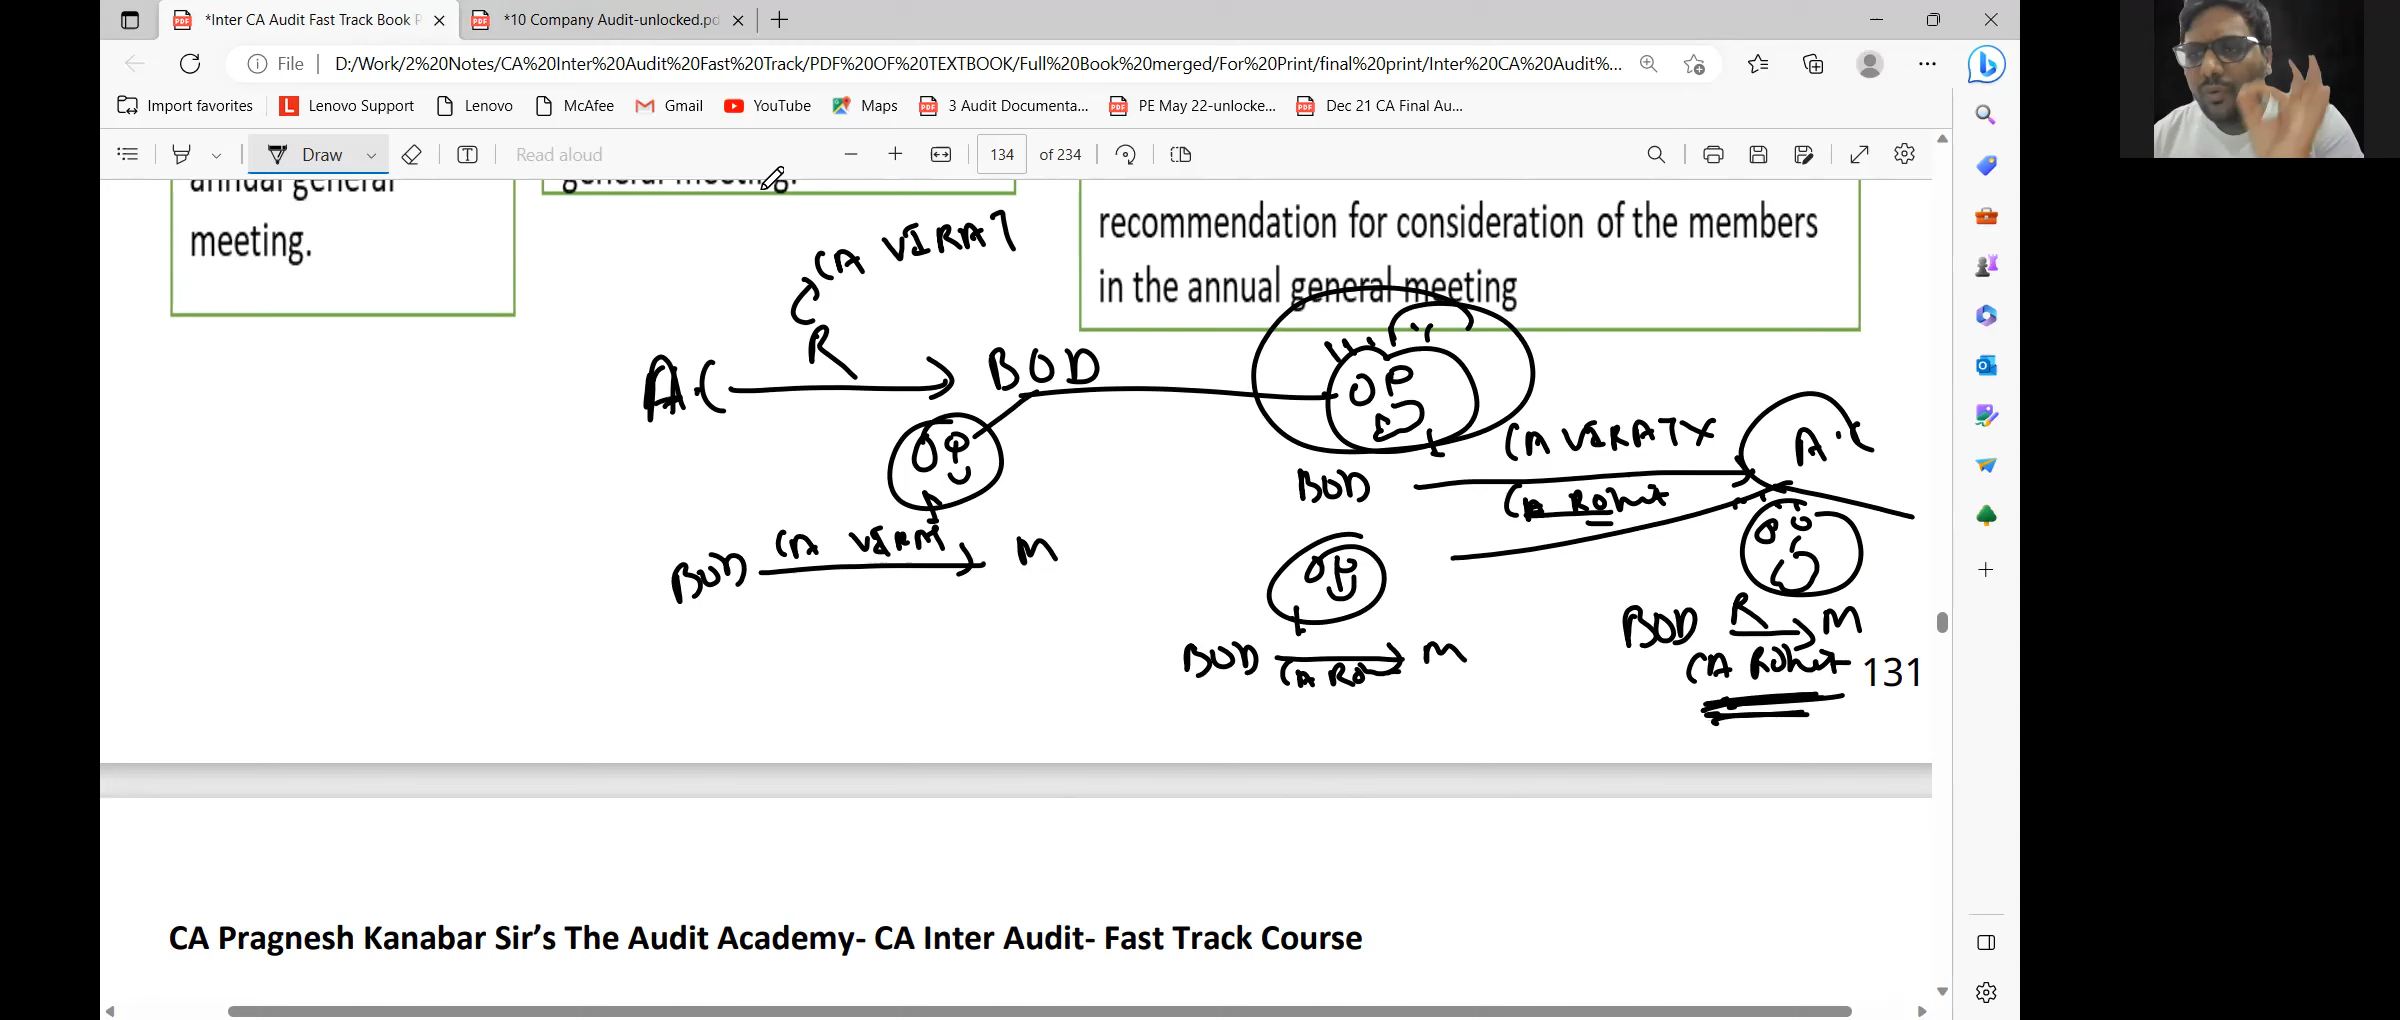 *Inter CA Audit Fast Track Book P
*10 Company Audit-unlocked.pd
File
D:/Work/2%20Notes/CA%20Inter%20Audit%20Fast%20Track/PDF%20OF%20TEXTBOOK/Full%20Book%20merged/For%20Print/final%20print/Inter%20CA%20Audit%...
Import favorites
Lenovo Support
Lenovo
McAfee
Gmail
YouTube
Maps
3 Audit Documenta...
PE May 22-unlocke...
Dec 21 CA Final Au...
Draw
Read aloud
134 of 234
annual general
meeting.
general meeting.
recommendation for consideration of the members
in the annual general meeting
CA VIRAT
R
A.C
BOD
CA VIRAT X
A.C
BOD
CA Rohit
BOD
CA VIRAT
M
BOD
R
M
BOD
M
CA Rohit
131
CA Pragnesh Kanabar Sir's The Audit Academy- CA Inter Audit- Fast Track Course